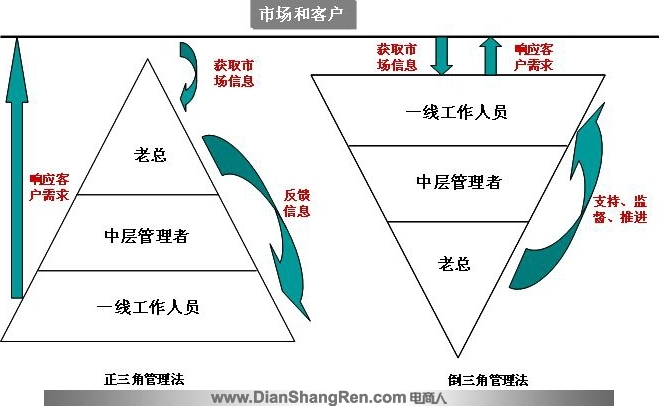 市场和客户
获取市
场信息
响应客
户需求
老总
中层管理者
一线工作人员
反馈
信息
正三角管理法
获取市
场信息
响应客
户需求
一线工作人员
中层管理者
老总
支持、监
督、推进
倒三角管理法
www.DianShangRen.com 电商人